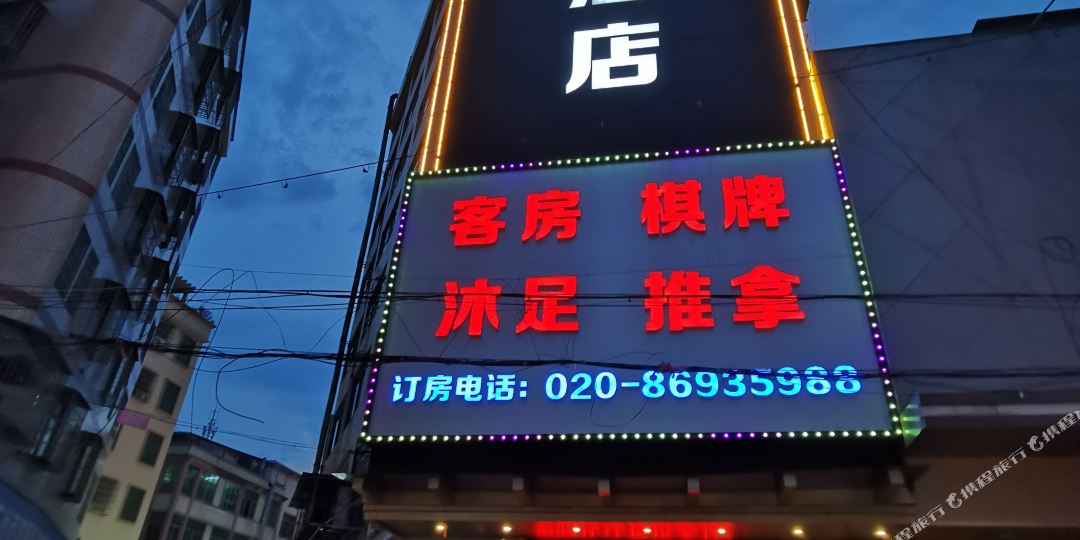 店
客房 棋牌
沐足 推拿
订房电话：020-86935988
携程旅行
携程旅行